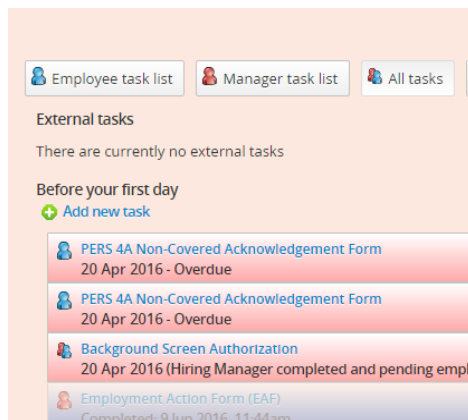 Employee task list
Manager task list
All tasks
External tasks
There are currently no external tasks
Before your first day
Add new task
PERS 4A Non-Covered Acknowledgement Form
20 Apr 2016 - Overdue
PERS 4A Non-Covered Acknowledgement Form
20 Apr 2016 - Overdue
Background Screen Authorization
20 Apr 2016 (Hiring Manager completed and pending empl
Employment Action Form (EAF)
Completed: 9 Jun 2016, 11:44am